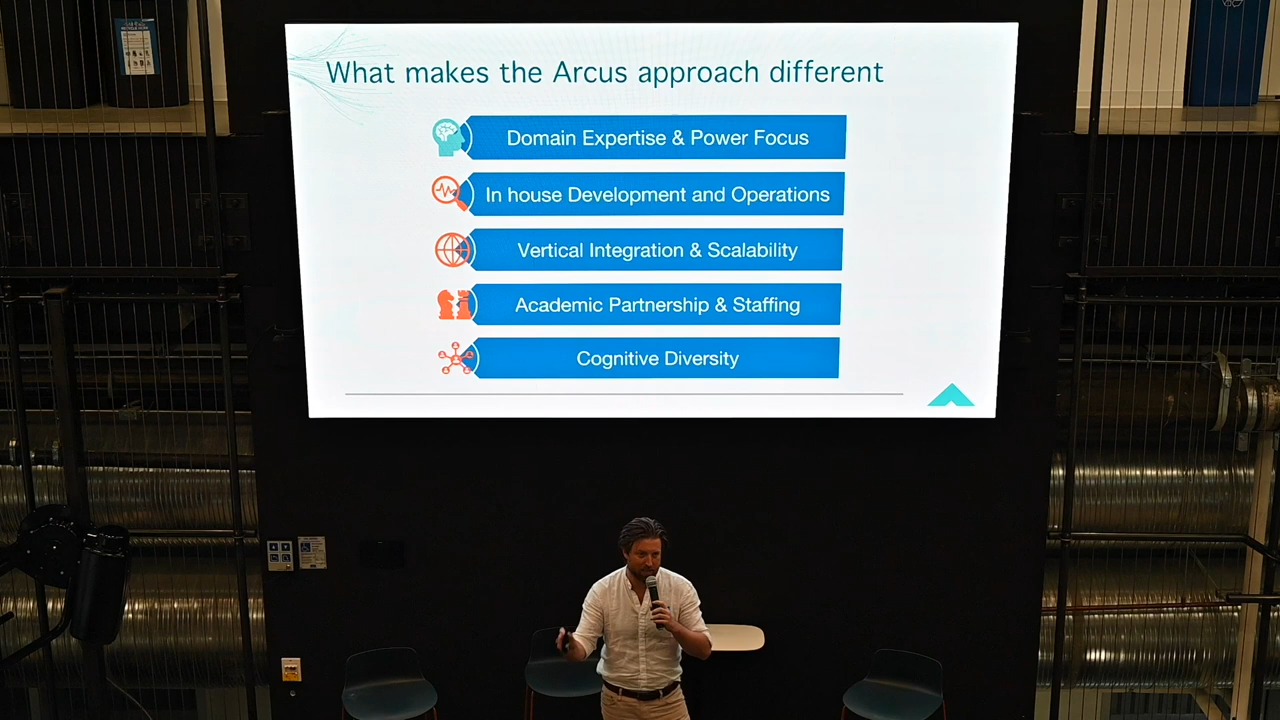 What makes the Arcus approach different
Domain Expertise & Power Focus
In house Development and Operations
Vertical Integration & Scalability
Academic Partnership & Staffing
Cognitive Diversity